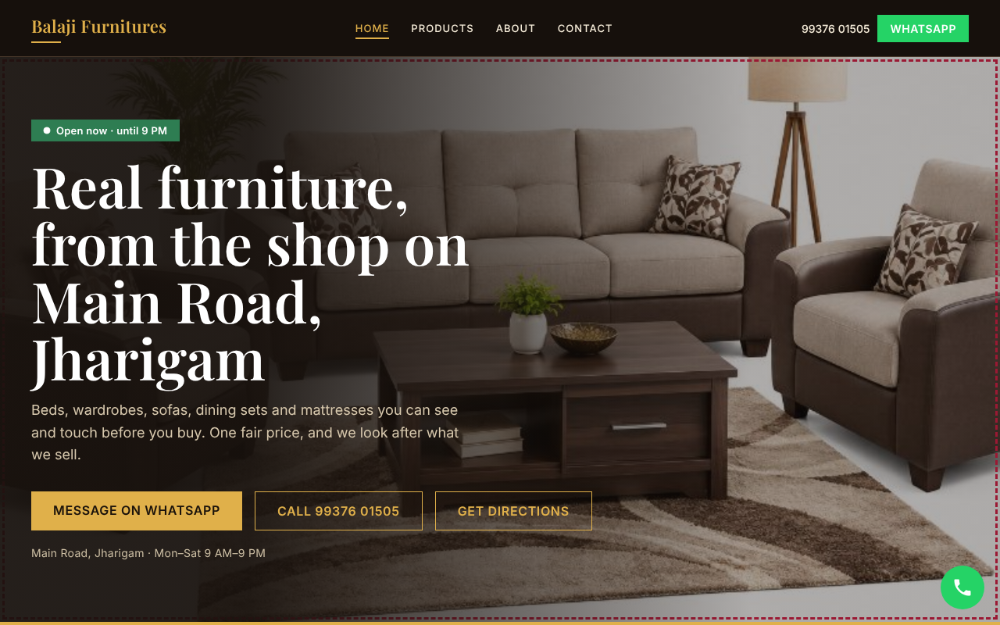 Balaji Furnitures
HOME PRODUCTS ABOUT CONTACT
99376 01505 WHATSAPP
Open now · until 9 PM
Real furniture,
from the shop on
Main Road,
Jharigam
Beds, wardrobes, sofas, dining sets and mattresses you can see
and touch before you buy. One fair price, and we look after what
we sell.
MESSAGE ON WHATSAPP CALL 99376 01505 GET DIRECTIONS
Main Road, Jharigam · Mon–Sat 9 AM–9 PM